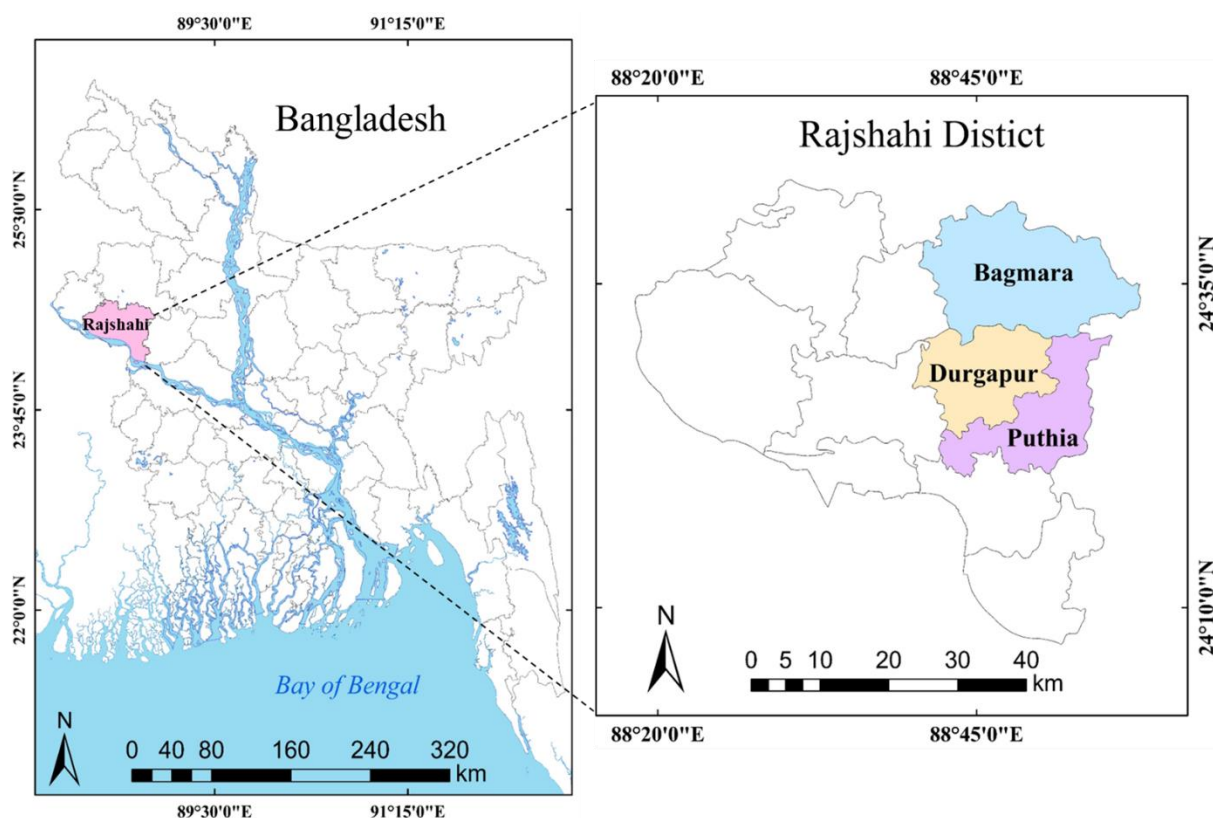 89°30'0"E
91°15'0"E
Bangladesh
25°30'0"N
23°45'0"N
22°0'0"N
Rajshahi
Bay of Bengal
N
0 40 80 160 240 320
km
89°30'0"E
91°15'0"E
88°20'0"E
88°45'0"E
Rajshahi Distict
Bagmara
Durgapur
Puthia
24°35'0"N
24°10'0"N
N
0 5 10 20 30 40
km
88°20'0"E
88°45'0"E